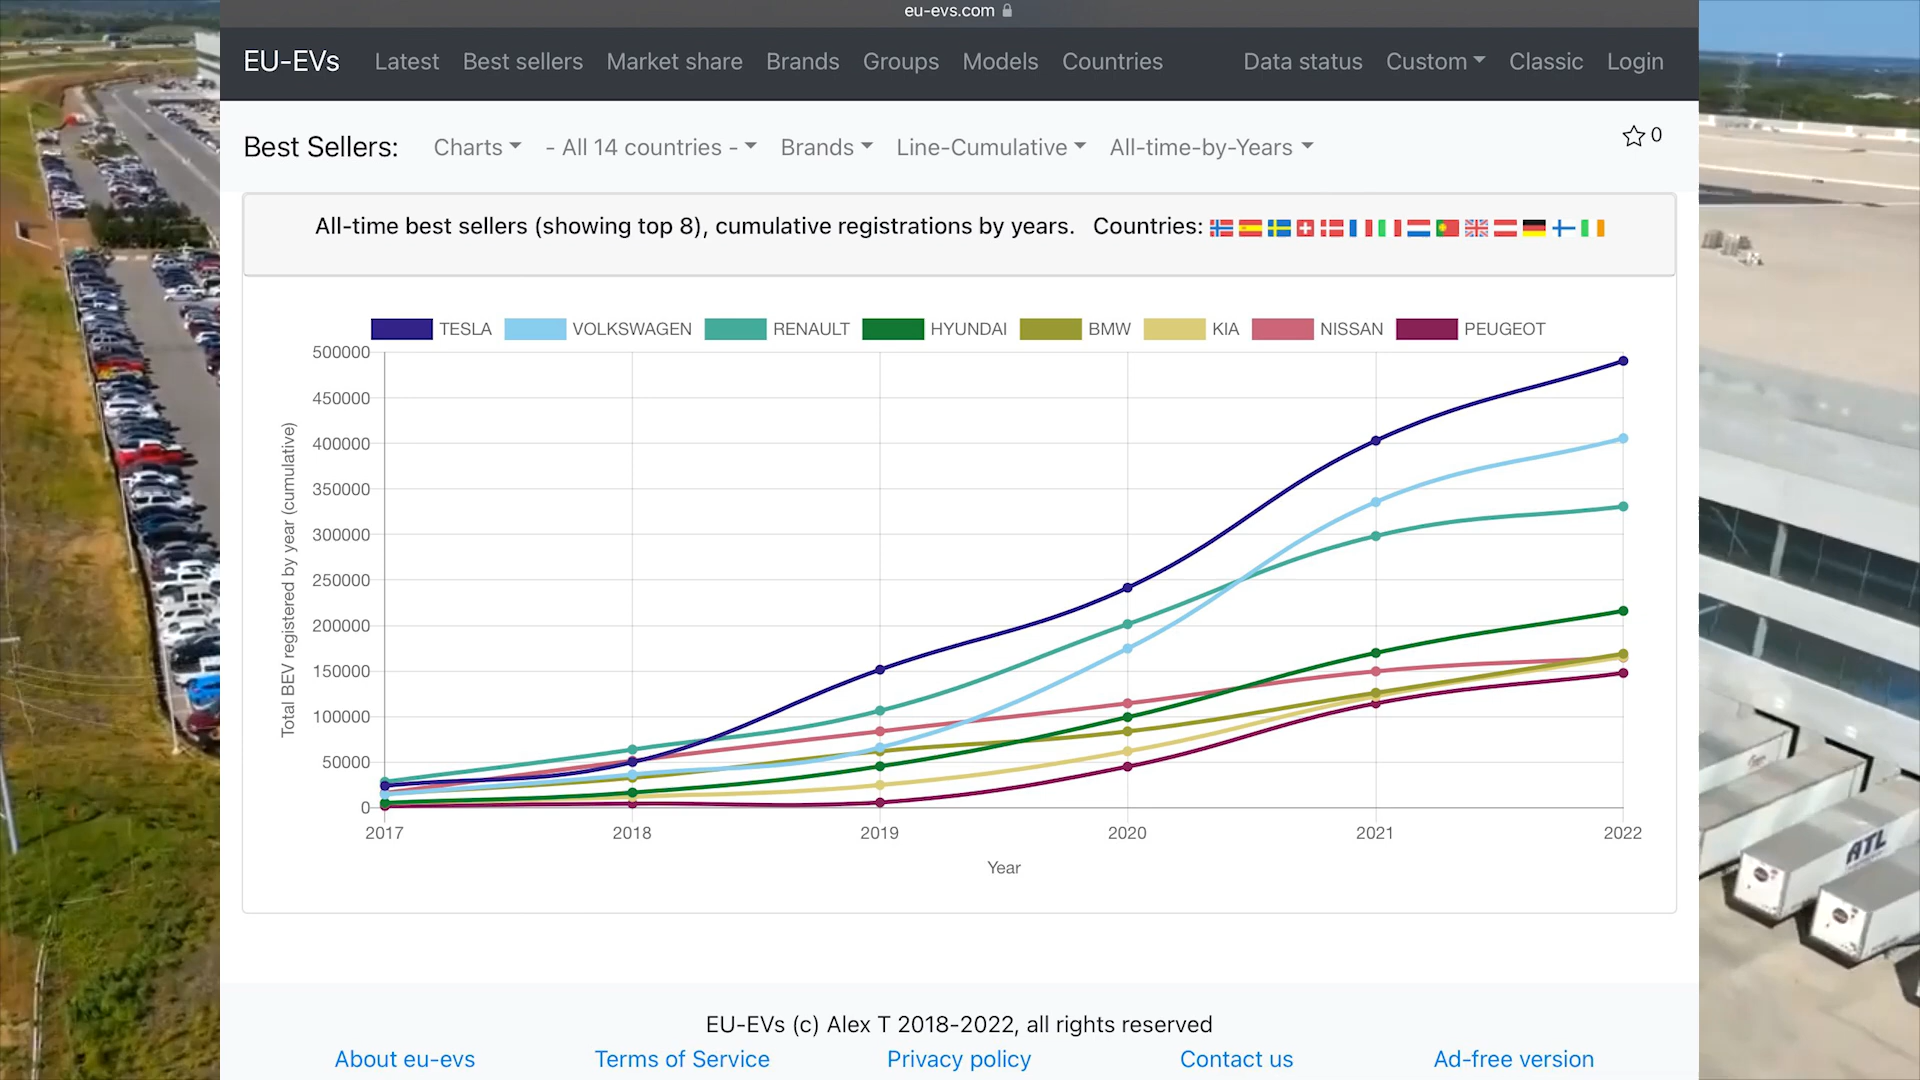 eu-evs.com
EU-EVs Latest Best sellers Market share Brands Groups Models Countries Data status Custom Classic Login
Best Sellers: Charts - All 14 countries - Brands Line-Cumulative All-time-by-Years 0
All-time best sellers (showing top 8), cumulative registrations by years. Countries:
TESLA VOLKSWAGEN RENAULT HYUNDAI BMW KIA NISSAN PEUGEOT
Total BEV registered by year (cumulative)
500000
450000
400000
350000
300000
250000
200000
150000
100000
50000
0
2017 2018 2019 2020 2021 2022
Year
ATL
EU-EVs (c) Alex T 2018-2022, all rights reserved
About eu-evs Terms of Service Privacy policy Contact us Ad-free version